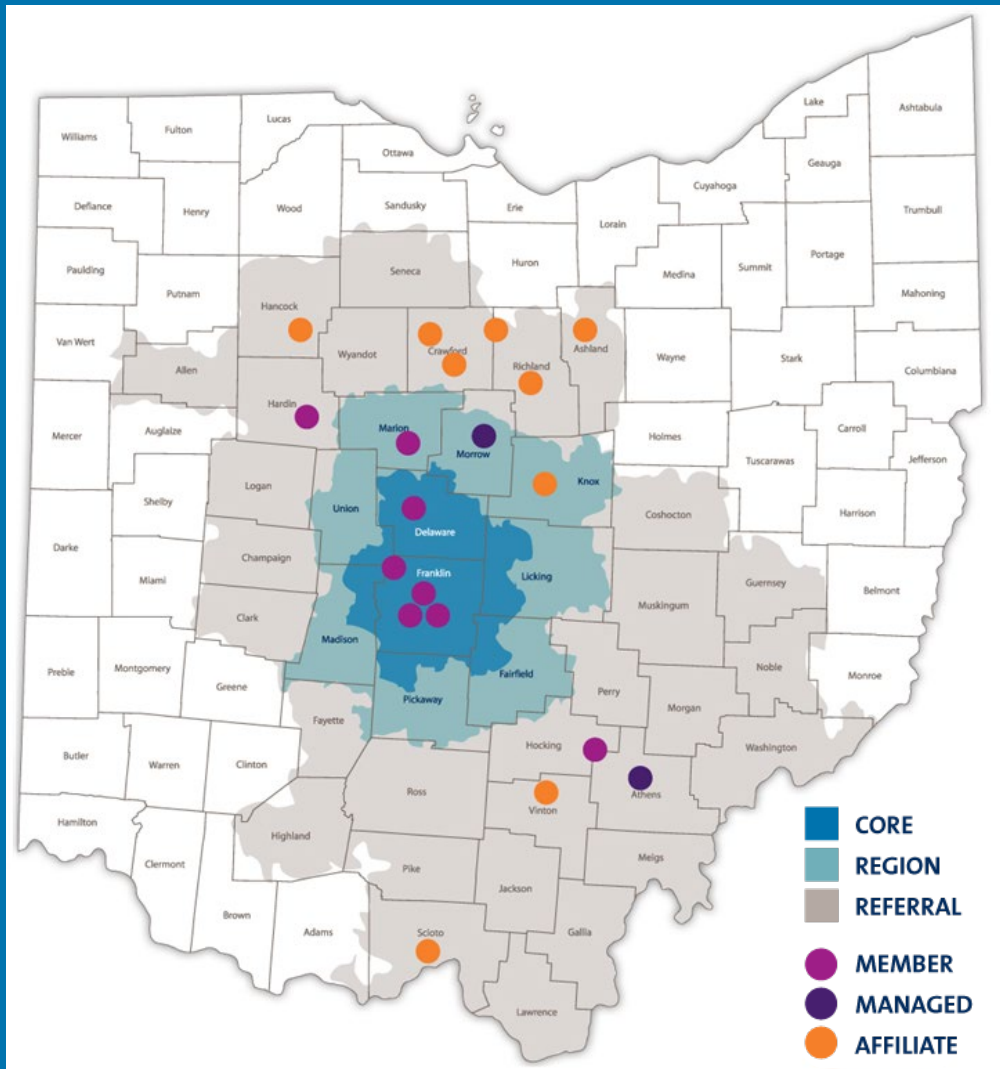 Lake
Ashtabula
Lucas
Fulton
Williams
Geauga
Ottawa
Cuyahoga
Defiance
Henry
Wood
Sandusky
Erie
Trumbull
Lorain
Portage
Huron
Summit
Medina
Paulding
Seneca
Putnam
Mahoning
Hancock
Van Wert
Wyandot
Crawford
Ashland
Wayne
Stark
Richland
Allen
Columbiana
Hardin
Marion
Carroll
Auglaize
Mercer
Holmes
Morrow
Jefferson
Tuscarawas
Knox
Logan
Shelby
Union
Coshocton
Harrison
Delaware
Darke
Champaign
Franklin
Licking
Miami
Guernsey
Belmont
Muskingum
Clark
Madison
Noble
Preble
Montgomery
Greene
Fairfield
Monroe
Perry
Pickaway
Morgan
Fayette
Hocking
Washington
Butler
Warren
Clinton
Ross
Athens
Vinton
Hamilton
Highland
Clermont
Pike
Meigs
Jackson
Brown
Adams
Scioto
Gallia
Lawrence
CORE
REGION
REFERRAL
MEMBER
MANAGED
AFFILIATE